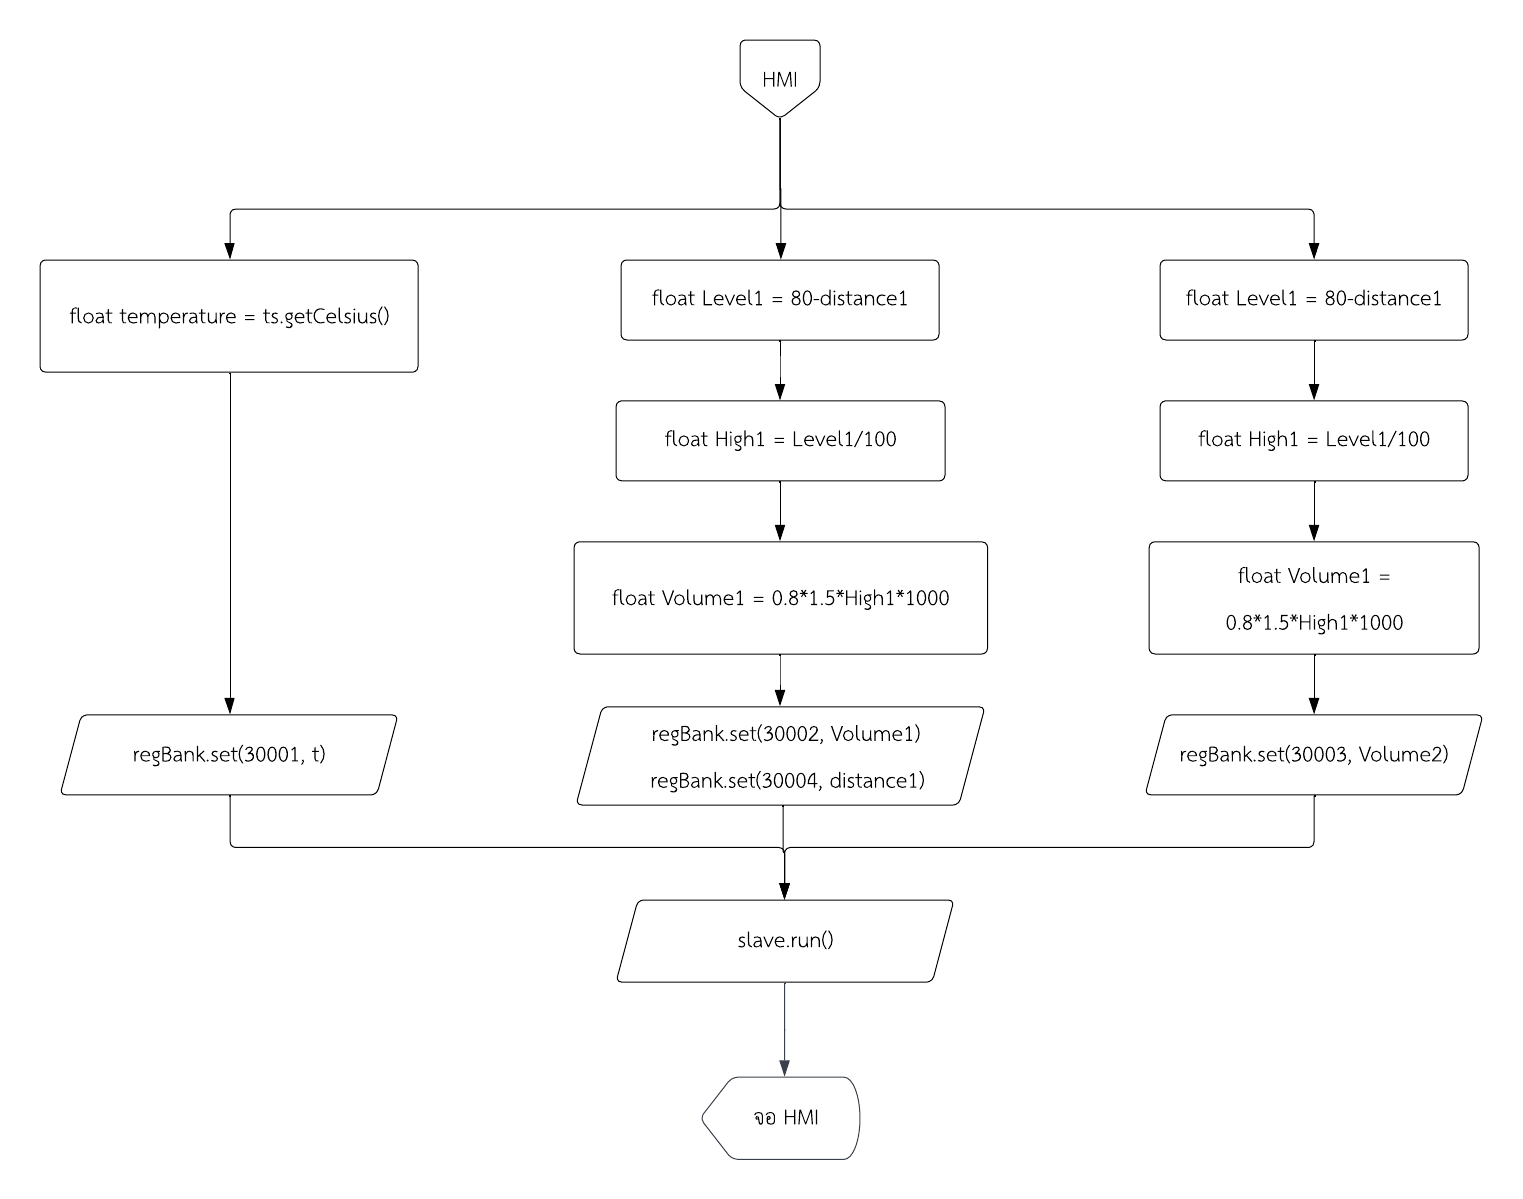 HMI
float temperature = ts.getCelsius()
float Level1 = 80-distance1
float Level1 = 80-distance1
float High1 = Level1/100
float High1 = Level1/100
float Volume1 = 0.8*1.5*High1*1000
float Volume1 =
0.8*1.5*High1*1000
regBank.set(30001, t)
regBank.set(30002, Volume1)
regBank.set(30004, distance1)
regBank.set(30003, Volume2)
slave.run()
จอ HMI